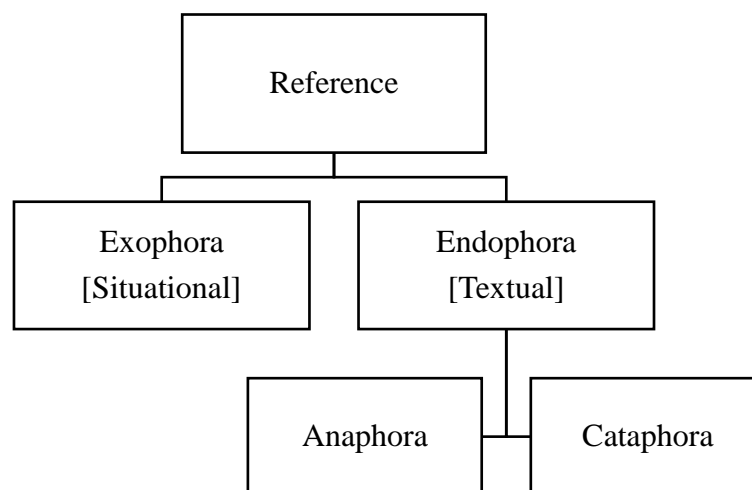 Reference
Exophora
[Situational]
Endophora
[Textual]
Anaphora
Cataphora